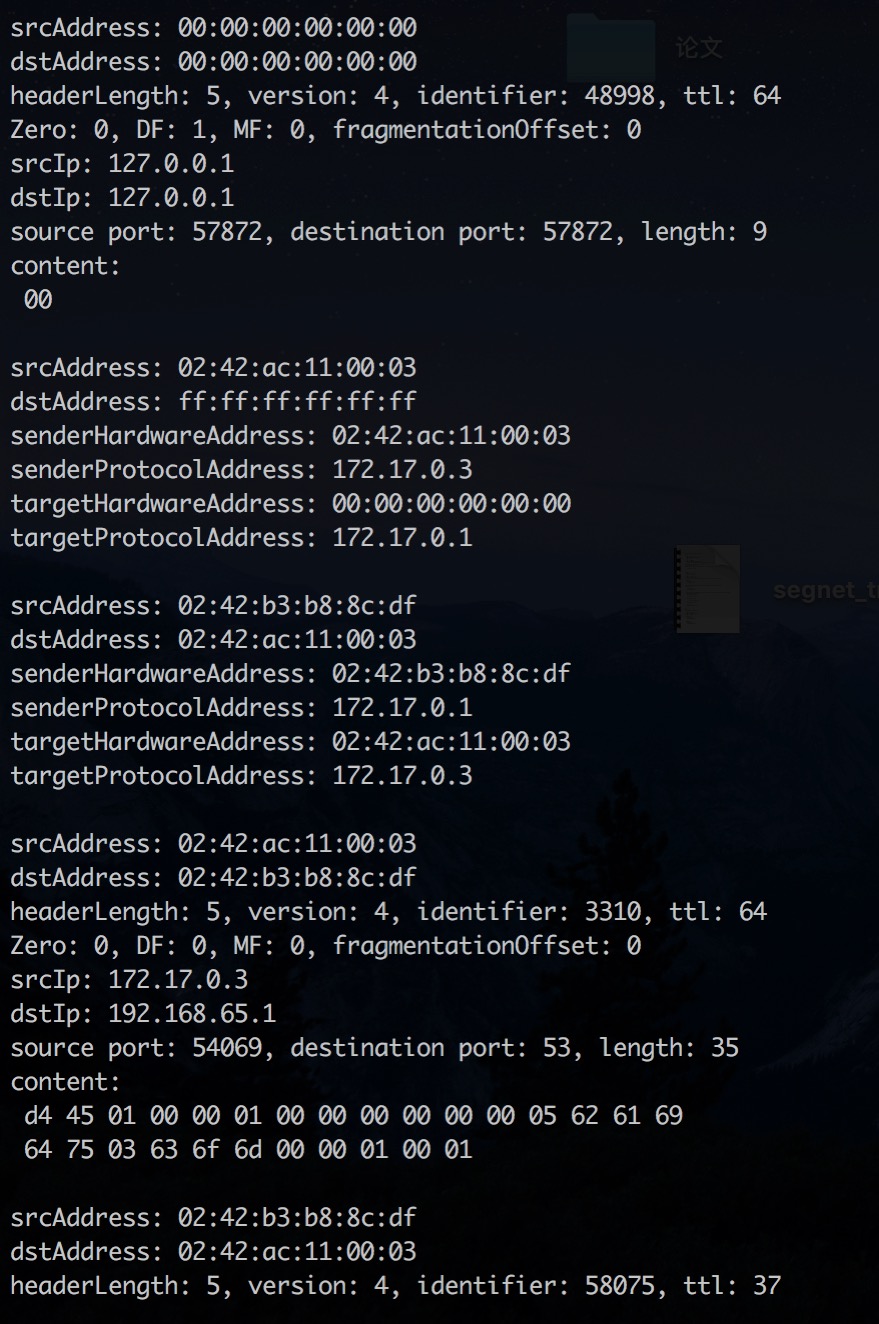 srcAddress: 00:00:00:00:00:00
dstAddress: 00:00:00:00:00:00
headerLength: 5, version: 4, identifier: 48998, ttl: 64
Zero: 0, DF: 1, MF: 0, fragmentationOffset: 0
srcIp: 127.0.0.1
dstIp: 127.0.0.1
source port: 57872, destination port: 57872, length: 9
content:
00
论文
srcAddress: 02:42:ac:11:00:03
dstAddress: ff:ff:ff:ff:ff:ff
senderHardwareAddress: 02:42:ac:11:00:03
senderProtocolAddress: 172.17.0.3
targetHardwareAddress: 00:00:00:00:00:00
targetProtocolAddress: 172.17.0.1
srcAddress: 02:42:b3:b8:8c:df
segnet_t
dstAddress: 02:42:ac:11:00:03
senderHardwareAddress: 02:42:b3:b8:8c:df
senderProtocolAddress: 172.17.0.1
targetHardwareAddress: 02:42:ac:11:00:03
targetProtocolAddress: 172.17.0.3
srcAddress: 02:42:ac:11:00:03
dstAddress: 02:42:b3:b8:8c:df
headerLength: 5, version: 4, identifier: 3310, ttl: 64
Zero: 0, DF: 0, MF: 0, fragmentationOffset: 0
srcIp: 172.17.0.3
dstIp: 192.168.65.1
source port: 54069, destination port: 53, length: 35
content:
d4 45 01 00 00 01 00 00 00 00 00 00 05 62 61 69
64 75 03 63 6f 6d 00 00 01 00 01
srcAddress: 02:42:b3:b8:8c:df
dstAddress: 02:42:ac:11:00:03
headerLength: 5, version: 4, identifier: 58075, ttl: 37